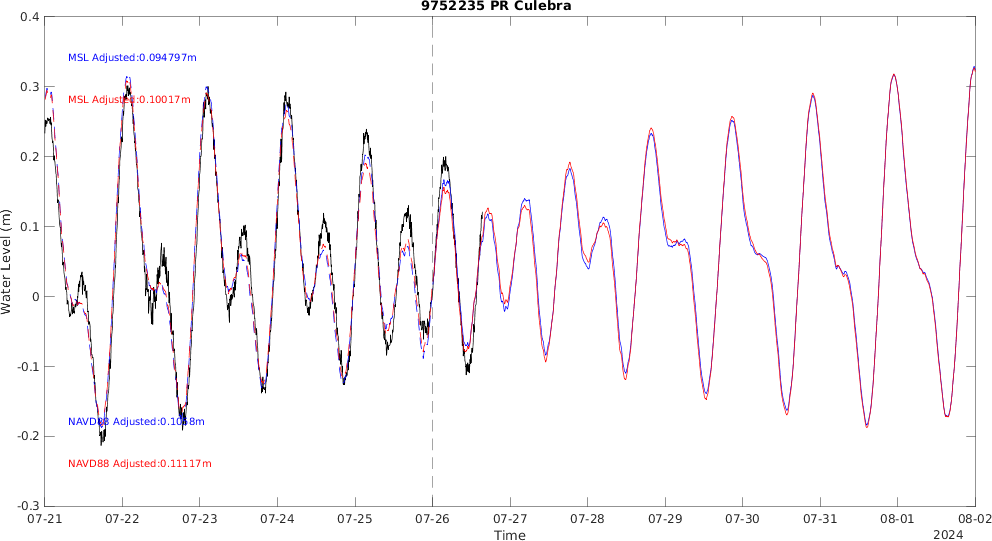 9752235 PR Culebra
0.4
MSL Adjusted:0.094797m
0.3
MSL Adjusted:0.10017m
0.2
0.1
Water Level (m)
0
-0.1
NAVD88 Adjusted:0.1058m
-0.2
NAVD88 Adjusted:0.11117m
-0.3
07-21 07-22 07-23 07-24 07-25 07-26 07-27 07-28 07-29 07-30 07-31 08-01 08-02
Time
2024